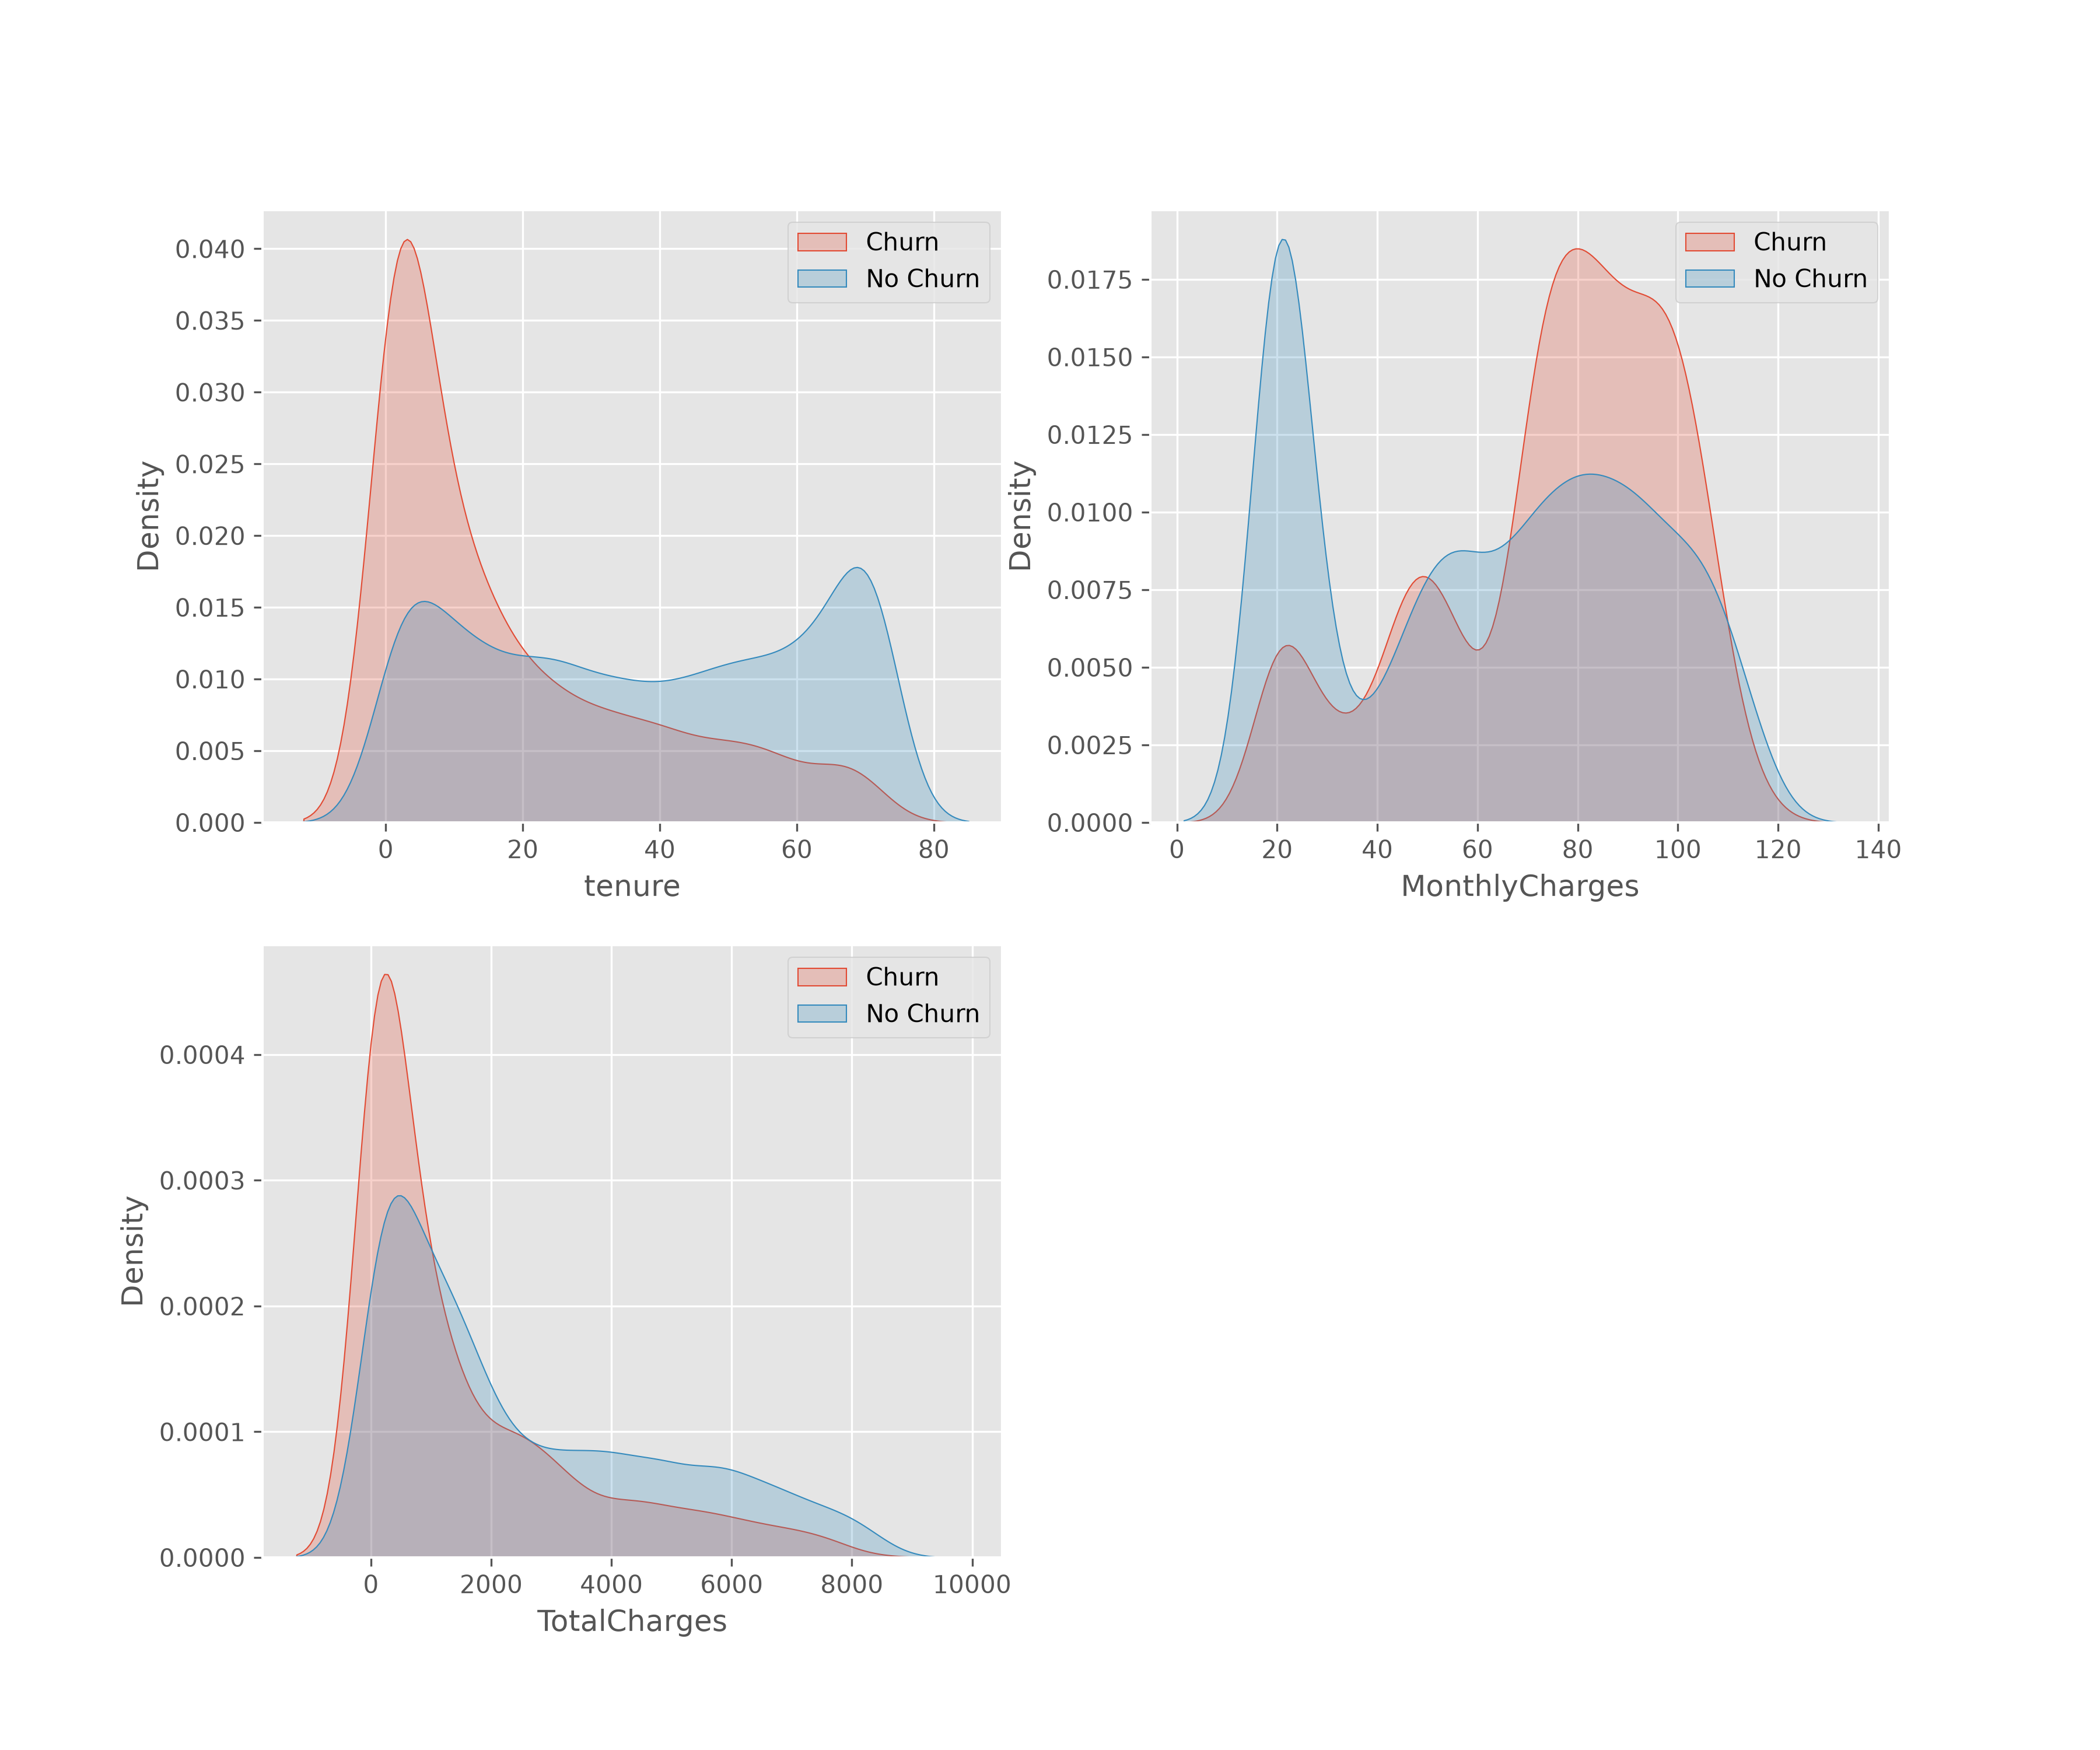 Churn
No Churn
0.040
0.035
0.030
0.025
0.020
0.015
0.010
0.005
0.000
Density
0 20 40 60 80
tenure
Churn
No Churn
0.0175
0.0150
0.0125
0.0100
0.0075
0.0050
0.0025
0.0000
Density
0 20 40 60 80 100 120 140
MonthlyCharges
Churn
No Churn
0.0004
0.0003
0.0002
0.0001
0.0000
Density
0 2000 4000 6000 8000 10000
TotalCharges